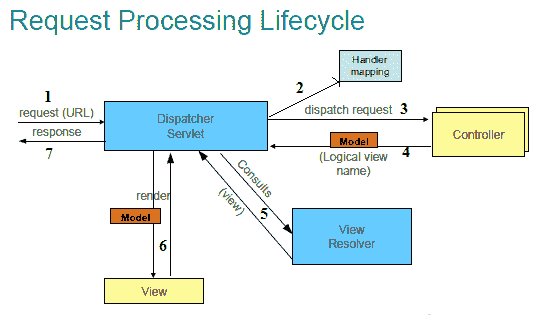 Request Processing Lifecycle
1
request (URL)
response
7
Dispatcher
Servlet
2
Handler
mapping
dispatch request 3
Controller
Model
4
(Logical view
name)
render
Model
6
View
Consults
5
(view)
View
Resolver